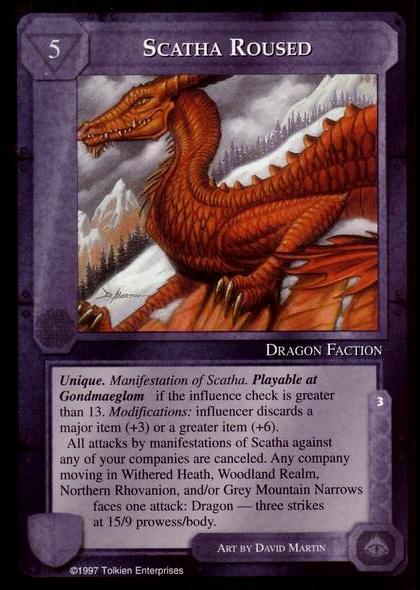 5
SCATHA ROUSED
DRAGON FACTION
Unique. Manifestation of Scatha. Playable at
Gondmaeglom if the influence check is greater
than 13. Modifications: influencer discards a
major item (+3) or a greater item (+6).
3
All attacks by manifestations of Scatha against
any of your companies are canceled. Any company
moving in Withered Heath, Woodland Realm,
Northern Rhovanion, and/or Grey Mountain Narrows
faces one attack: Dragon — three strikes
at 15/9 prowess/body.
ART BY DAVID MARTIN
©1997 Tolkien Enterprises